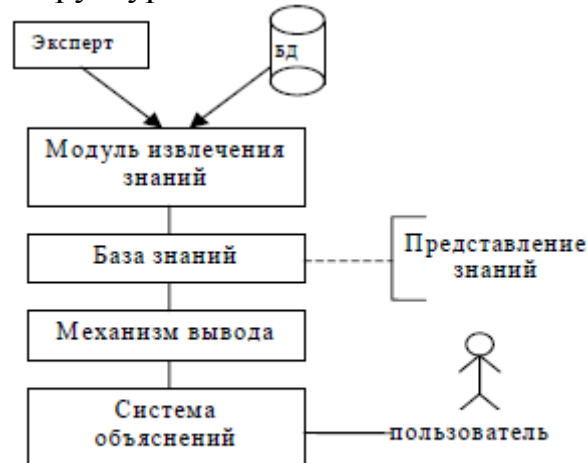 Эксперт
БД
Модуль извлечения
знаний
База знаний
Представление
знаний
Механизм вывода
Система
объяснений
пользователь